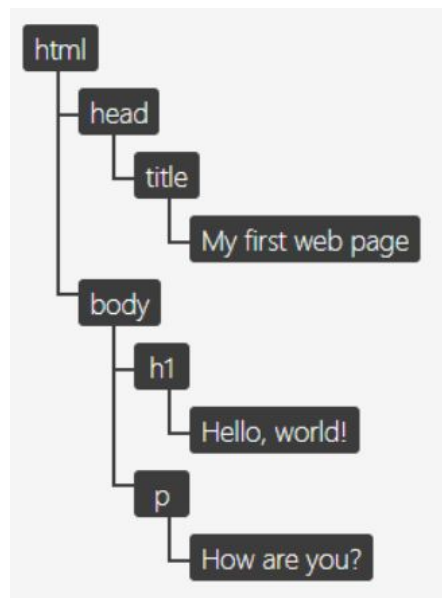 html
head
title
My first web page
body
h1
Hello, world!
p
How are you?